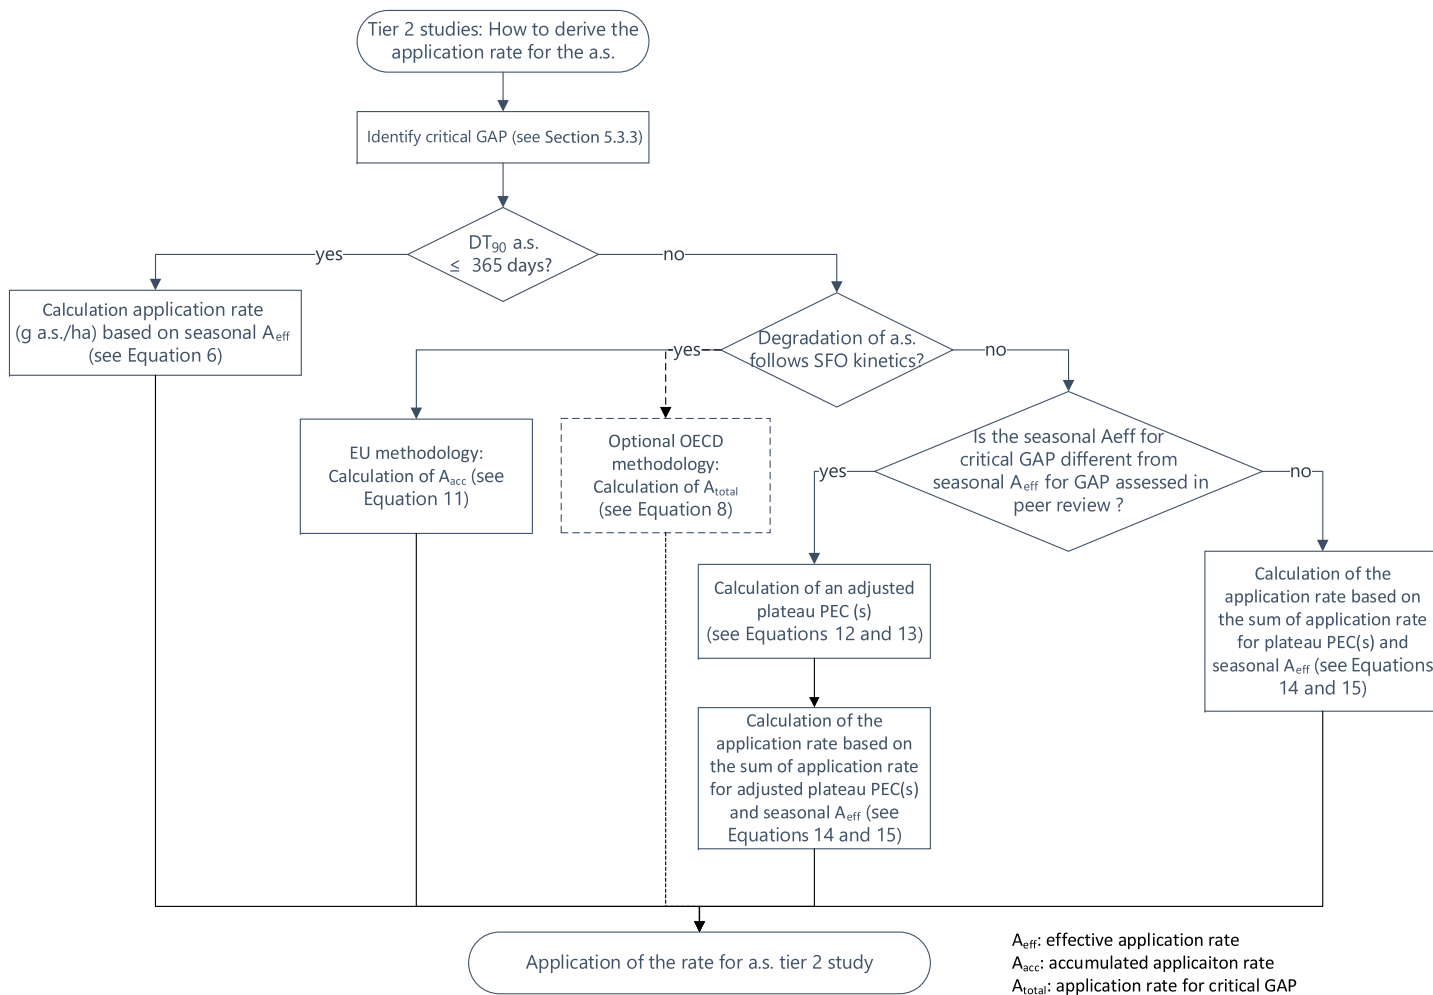 Tier 2 studies: How to derive the
application rate for the a.s.
Identify critical GAP (see Section 5.3.3)
DT90 a.s.
≤ 365 days?
yes
no
Calculation application rate
(g a.s./ha) based on seasonal Aeff
(see Equation 6)
Degradation of a.s.
follows SFO kinetics?
yes
no
EU methodology:
Calculation of Aacc (see
Equation 11)
Optional OECD
methodology:
Calculation of Atotal
(see Equation 8)
Is the seasonal Aeff for
critical GAP different from
seasonal Aeff for GAP assessed in
peer review ?
yes
no
Calculation of an adjusted
plateau PEC (s)
(see Equations 12 and 13)
Calculation of the
application rate based on
the sum of application rate
for plateau PEC(s) and
seasonal Aeff (see Equations
14 and 15)
Calculation of the
application rate based on
the sum of application rate
for adjusted plateau PEC(s)
and seasonal Aeff (see
Equations 14 and 15)
Application of the rate for a.s. tier 2 study
Aeff: effective application rate
Aacc: accumulated applicaiton rate
Atotal: application rate for critical GAP